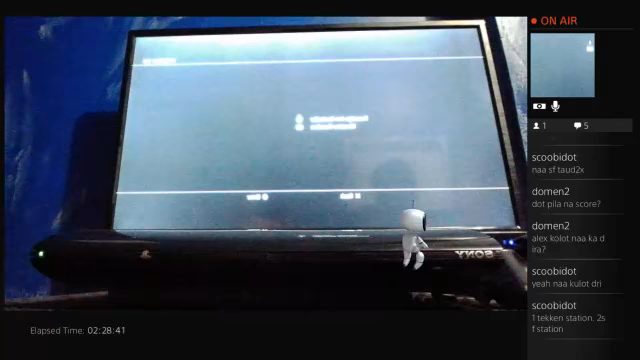 ON AIR
1
5
scoobidot
naa sf taud2x
domen2
dot pila na score?
domen2
alex kolot naa ka d
ira?
scoobidot
yeah naa kulot dri
scoobidot
1 tekken station. 2s
f station
SONY
Elapsed Time: 02:28:41